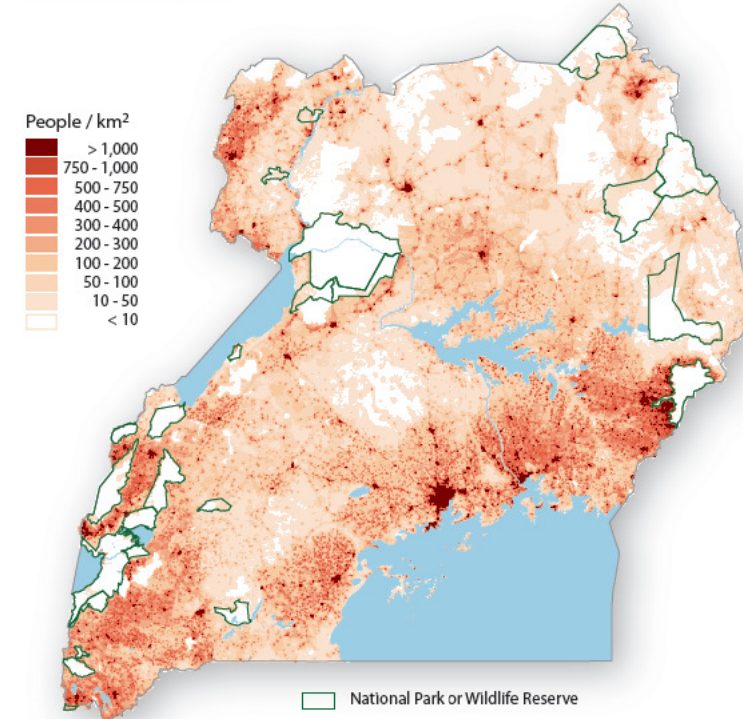 People / km²
> 1,000
750 - 1,000
500 - 750
400 - 500
300 - 400
200 - 300
100 - 200
50 - 100
10 - 50
< 10
National Park or Wildlife Reserve